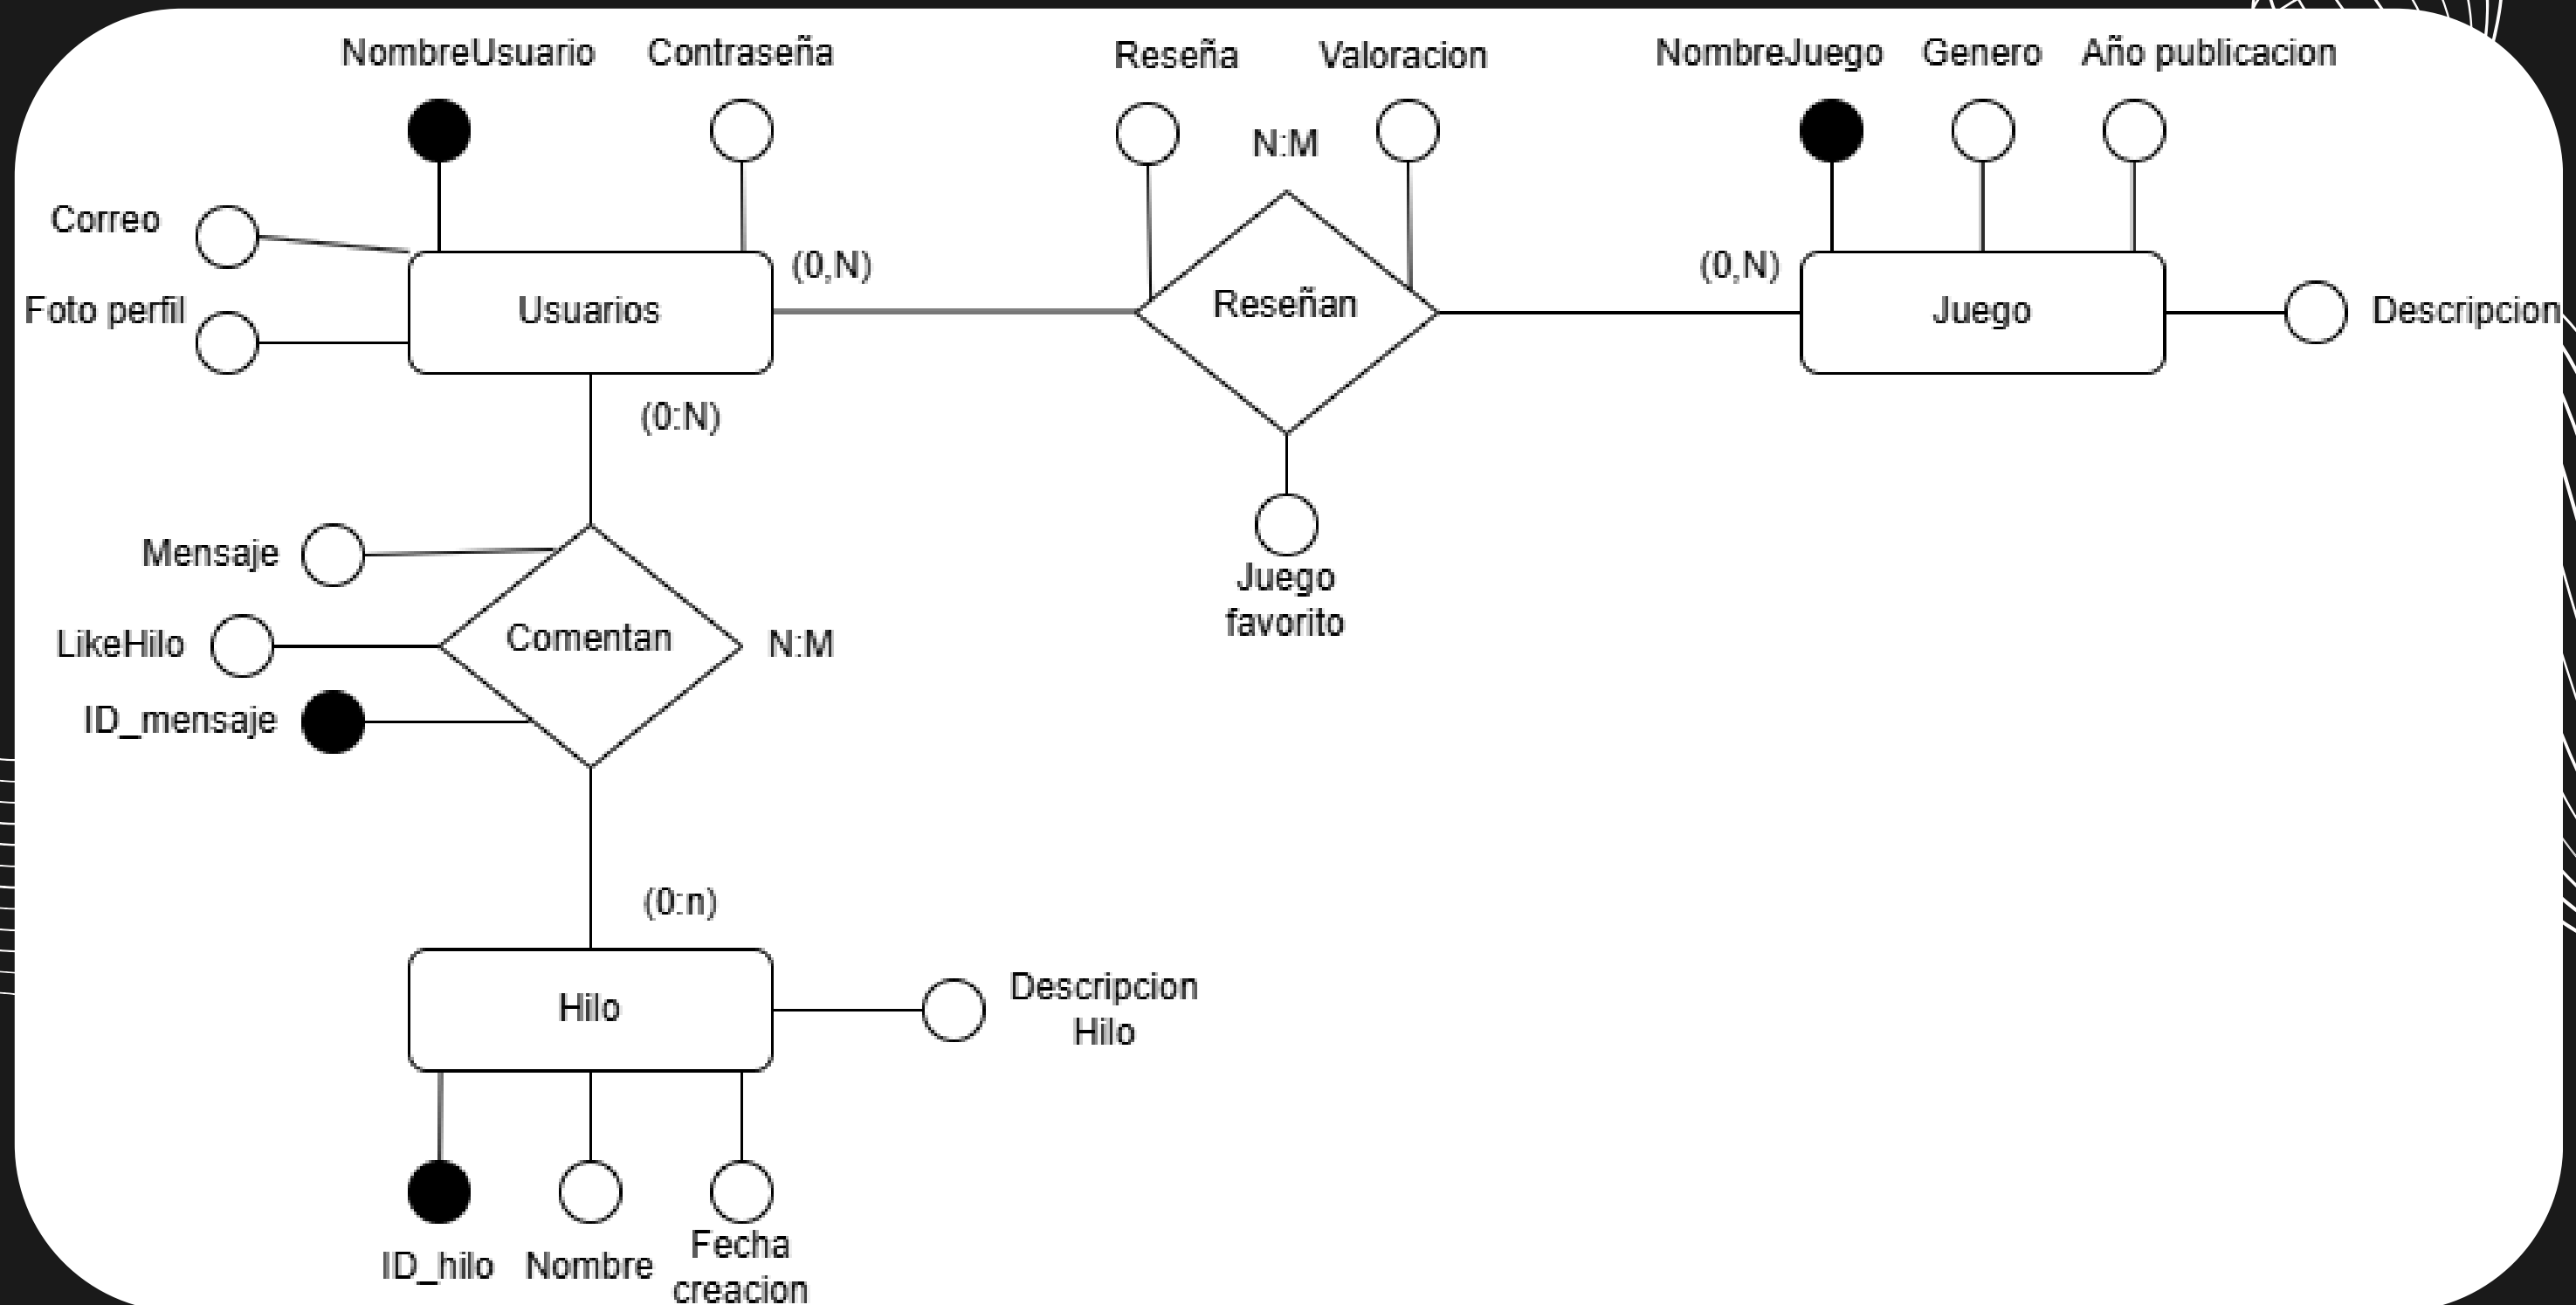 NombreUsuario
Contraseña
Reseña
Valoracion
NombreJuego
Genero
Año publicacion
N:M
Correo
(0,N)
(0,N)
Foto perfil
Usuarios
Reseñan
Juego
Descripcion
(0:N)
Mensaje
Juego
favorito
LikeHilo
Comentan
N:M
ID_mensaje
(0:n)
Hilo
Descripcion
Hilo
ID_hilo
Nombre
Fecha
creacion